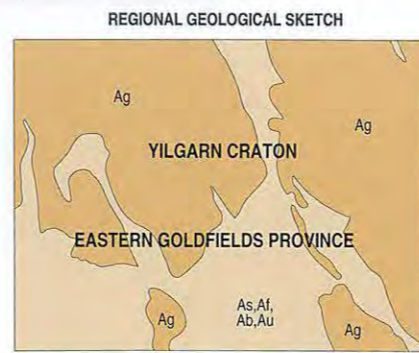 REGIONAL GEOLOGICAL SKETCH
Ag
Ag
YILGARN CRATON
EASTERN GOLDFIELDS PROVINCE
As,Af,
Ab,Au
Ag
Ag